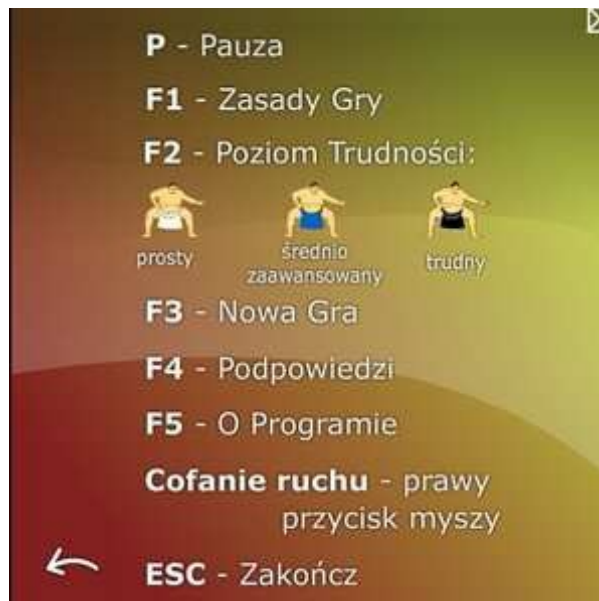 P - Pauza
F1 - Zasady Gry
F2 - Poziom Trudności:
prosty
średnio
zaawansowany
trudny
F3 - Nowa Gra
F4 - Podpowiedzi
F5 - O Programie
Cofanie ruchu - prawy
przycisk myszy
ESC - Zakończ